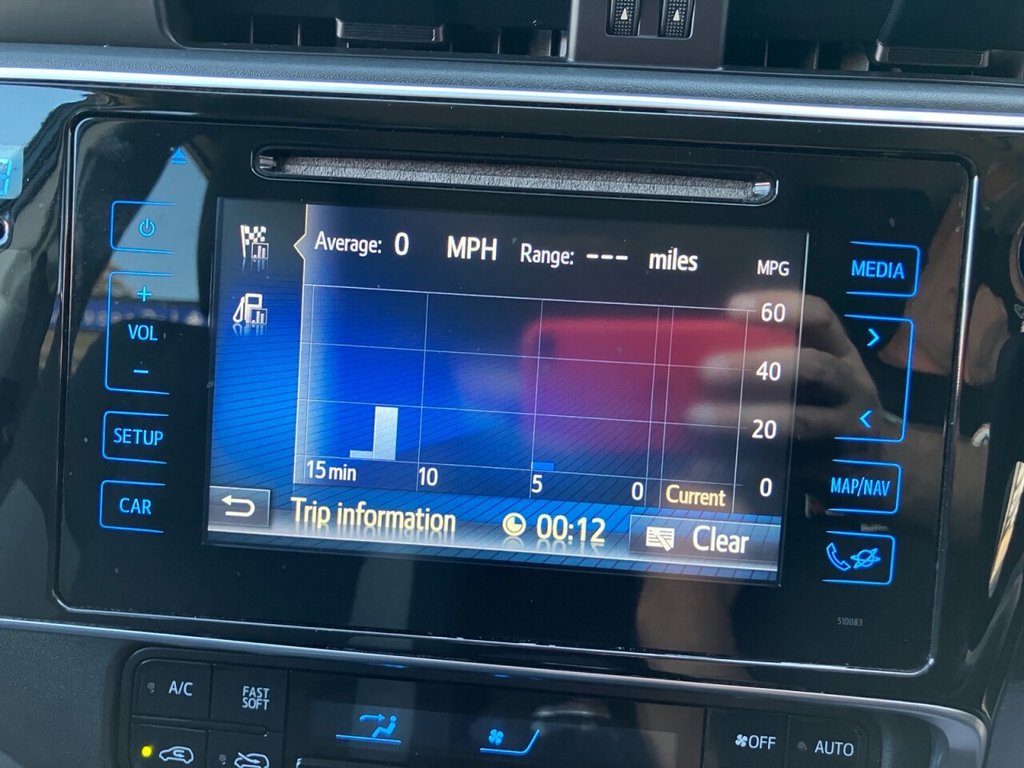 Average: 0 MPH Range: --- miles
MPG
60
40
20
0
15 min 10 5 0 Current
Trip information 00:12 Clear
+
VOL
-
SETUP
CAR
MEDIA
>
<
MAP/NAV
510083
A/C
FAST
SOFT
OFF
AUTO